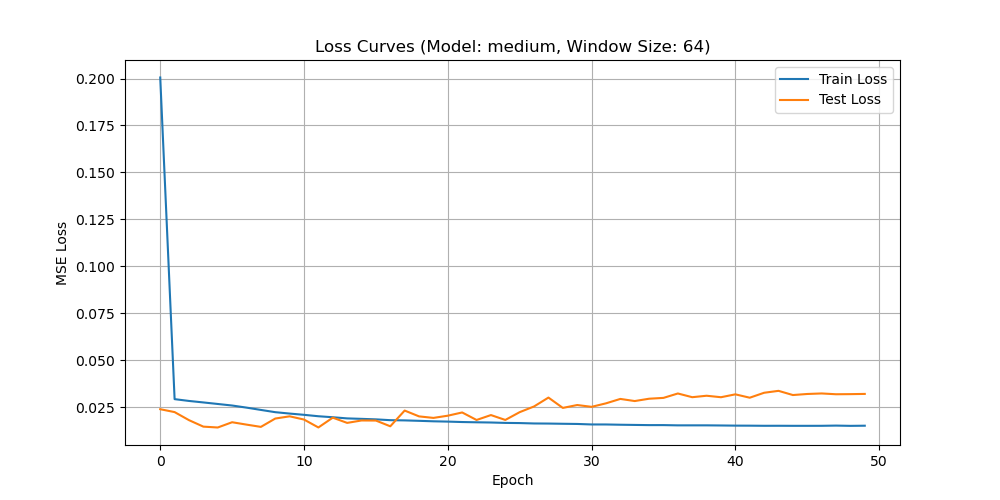 Loss Curves (Model: medium, Window Size: 64)
Train Loss
Test Loss
0.200
0.175
0.150
0.125
0.100
0.075
0.050
0.025
MSE Loss
0
10
20
30
40
50
Epoch